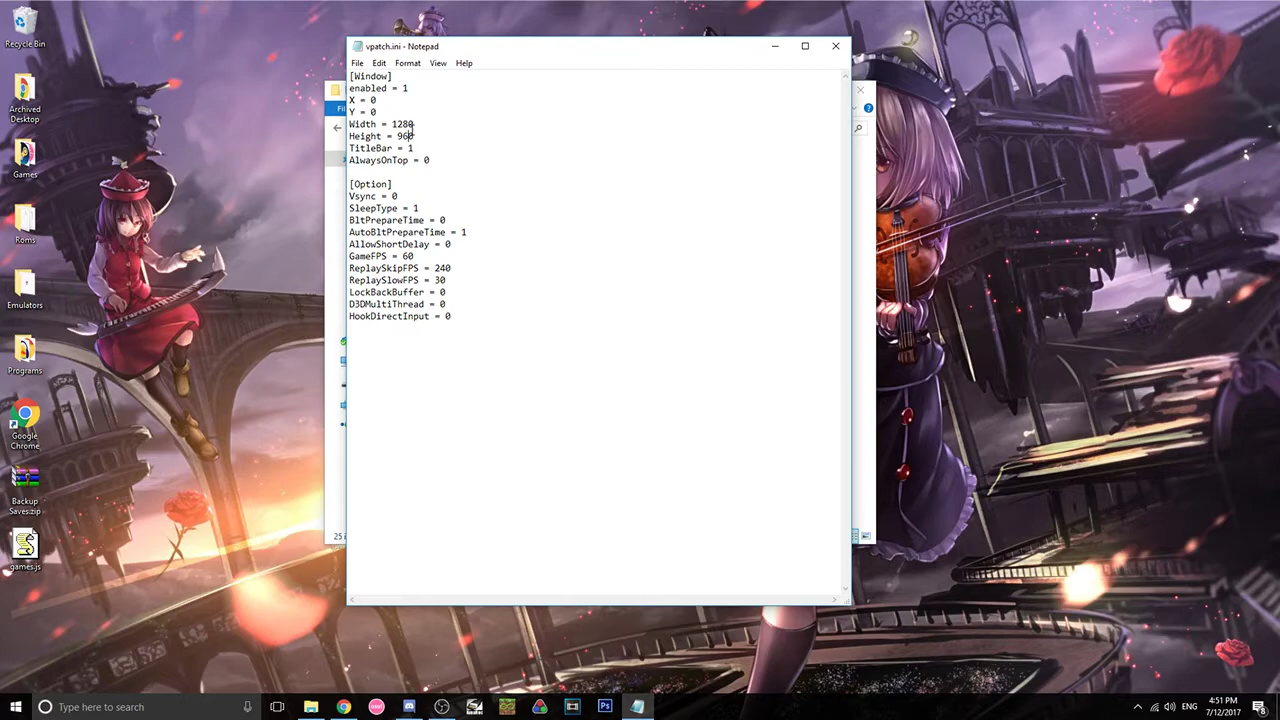 Recycle Bin
Archived
Desktop
Games
Roms
Emulators
Programs
Google
Chrome
Backup
Saves.zip
games.js
vpatch.ini - Notepad
File Edit Format View Help
[Window]
enabled = 1
X = 0
Y = 0
Width = 1280
Height = 960
TitleBar = 1
AlwaysOnTop = 0
[Option]
Vsync = 0
SleepType = 1
BltPrepareTime = 0
AutoBltPrepareTime = 1
AllowShortDelay = 0
GameFPS = 60
ReplaySkipFPS = 240
ReplaySlowFPS = 30
LockBackBuffer = 0
D3DMultiThread = 0
HookDirectInput = 0
Type here to search
Ps
ENG
4:51 PM
7/12/2017